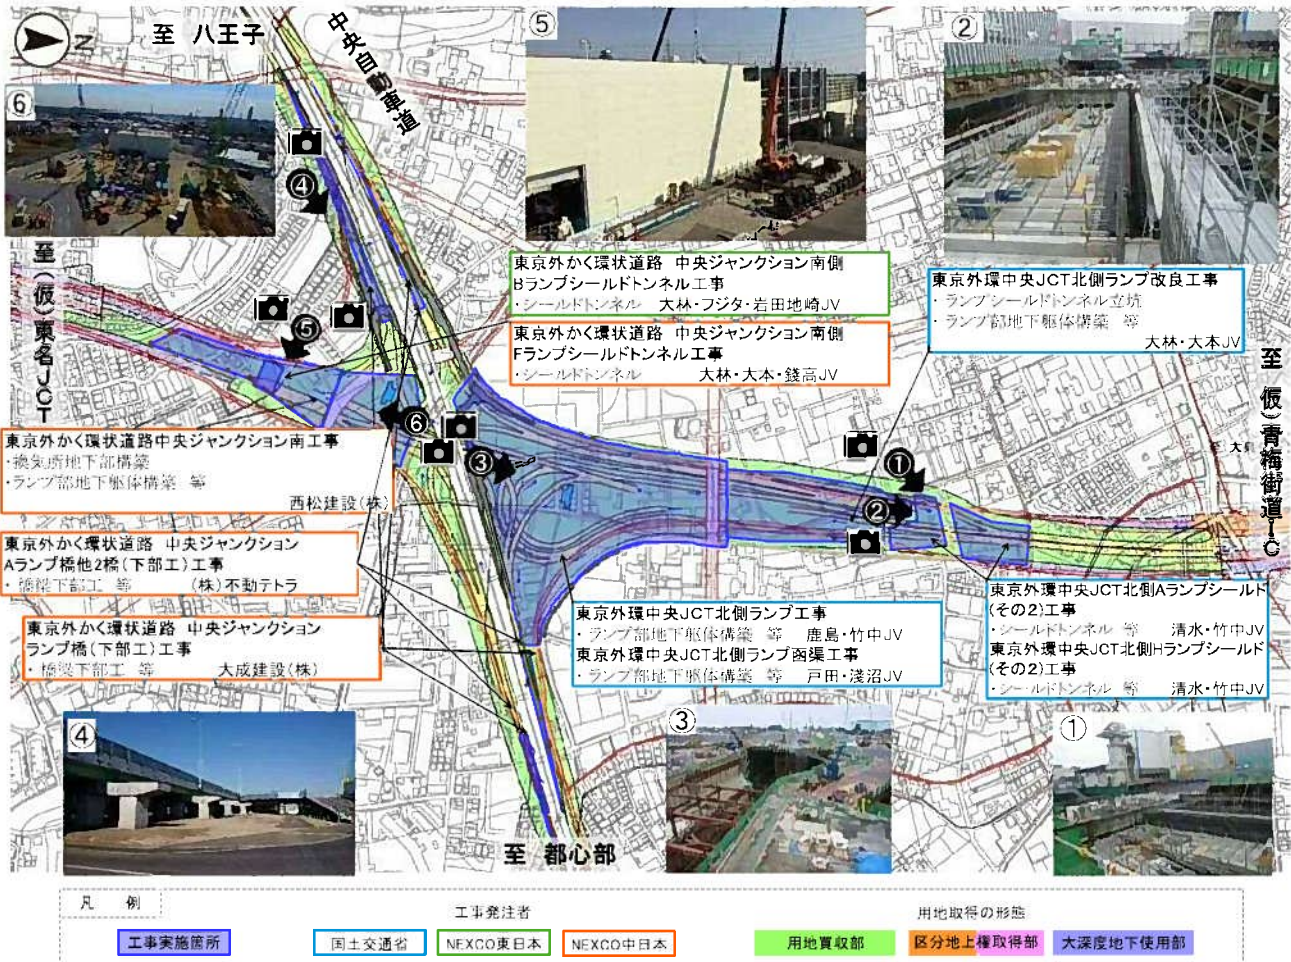 N
至 八王子
中央自動車道
⑥
⑤
②
④
至(仮)東名JCT
⑤
東京外かく環状道路 中央ジャンクション南側
Bランプシールドトンネル工事
・シールドトンネル 大林・フジタ・岩田地崎JV
東京外かく環状道路 中央ジャンクション南側
Fランプシールドトンネル工事
・シールドトンネル 大林・大本・錢高JV
東京外環中央JCT北側ランプ改良工事
・ランプシールドトンネル立坑
・ランプ部地下躯体構築 等
大林・大本JV
至(仮)青梅街道IC
⑥
③
①
②
東京外かく環状道路中央ジャンクション南工事
・換気所地下部構築
・ランプ部地下躯体構築 等
西松建設(株)
東京外かく環状道路 中央ジャンクション
Aランプ橋他2橋(下部工)工事
・橋梁下部工 等 (株)不動テトラ
東京外かく環状道路 中央ジャンクション
ランプ橋(下部工)工事
・橋梁下部工 等 大成建設(株)
東京外環中央JCT北側ランプ工事
・ランプ部地下躯体構築 等 鹿島・竹中JV
東京外環中央JCT北側ランプ函渠工事
・ランプ部地下躯体構築 等 戸田・淺沼JV
東京外環中央JCT北側Aランプシールド
(その2)工事
・シールドトンネル 等 清水・竹中JV
東京外環中央JCT北側Hランプシールド
(その2)工事
・シールドトンネル 等 清水・竹中JV
④
③
①
至 都心部
凡 例
工事発注者
用地取得の形態
工事実施箇所
国土交通省
NEXCO東日本
NEXCO中日本
用地買収部
区分地上権取得部
大深度地下使用部